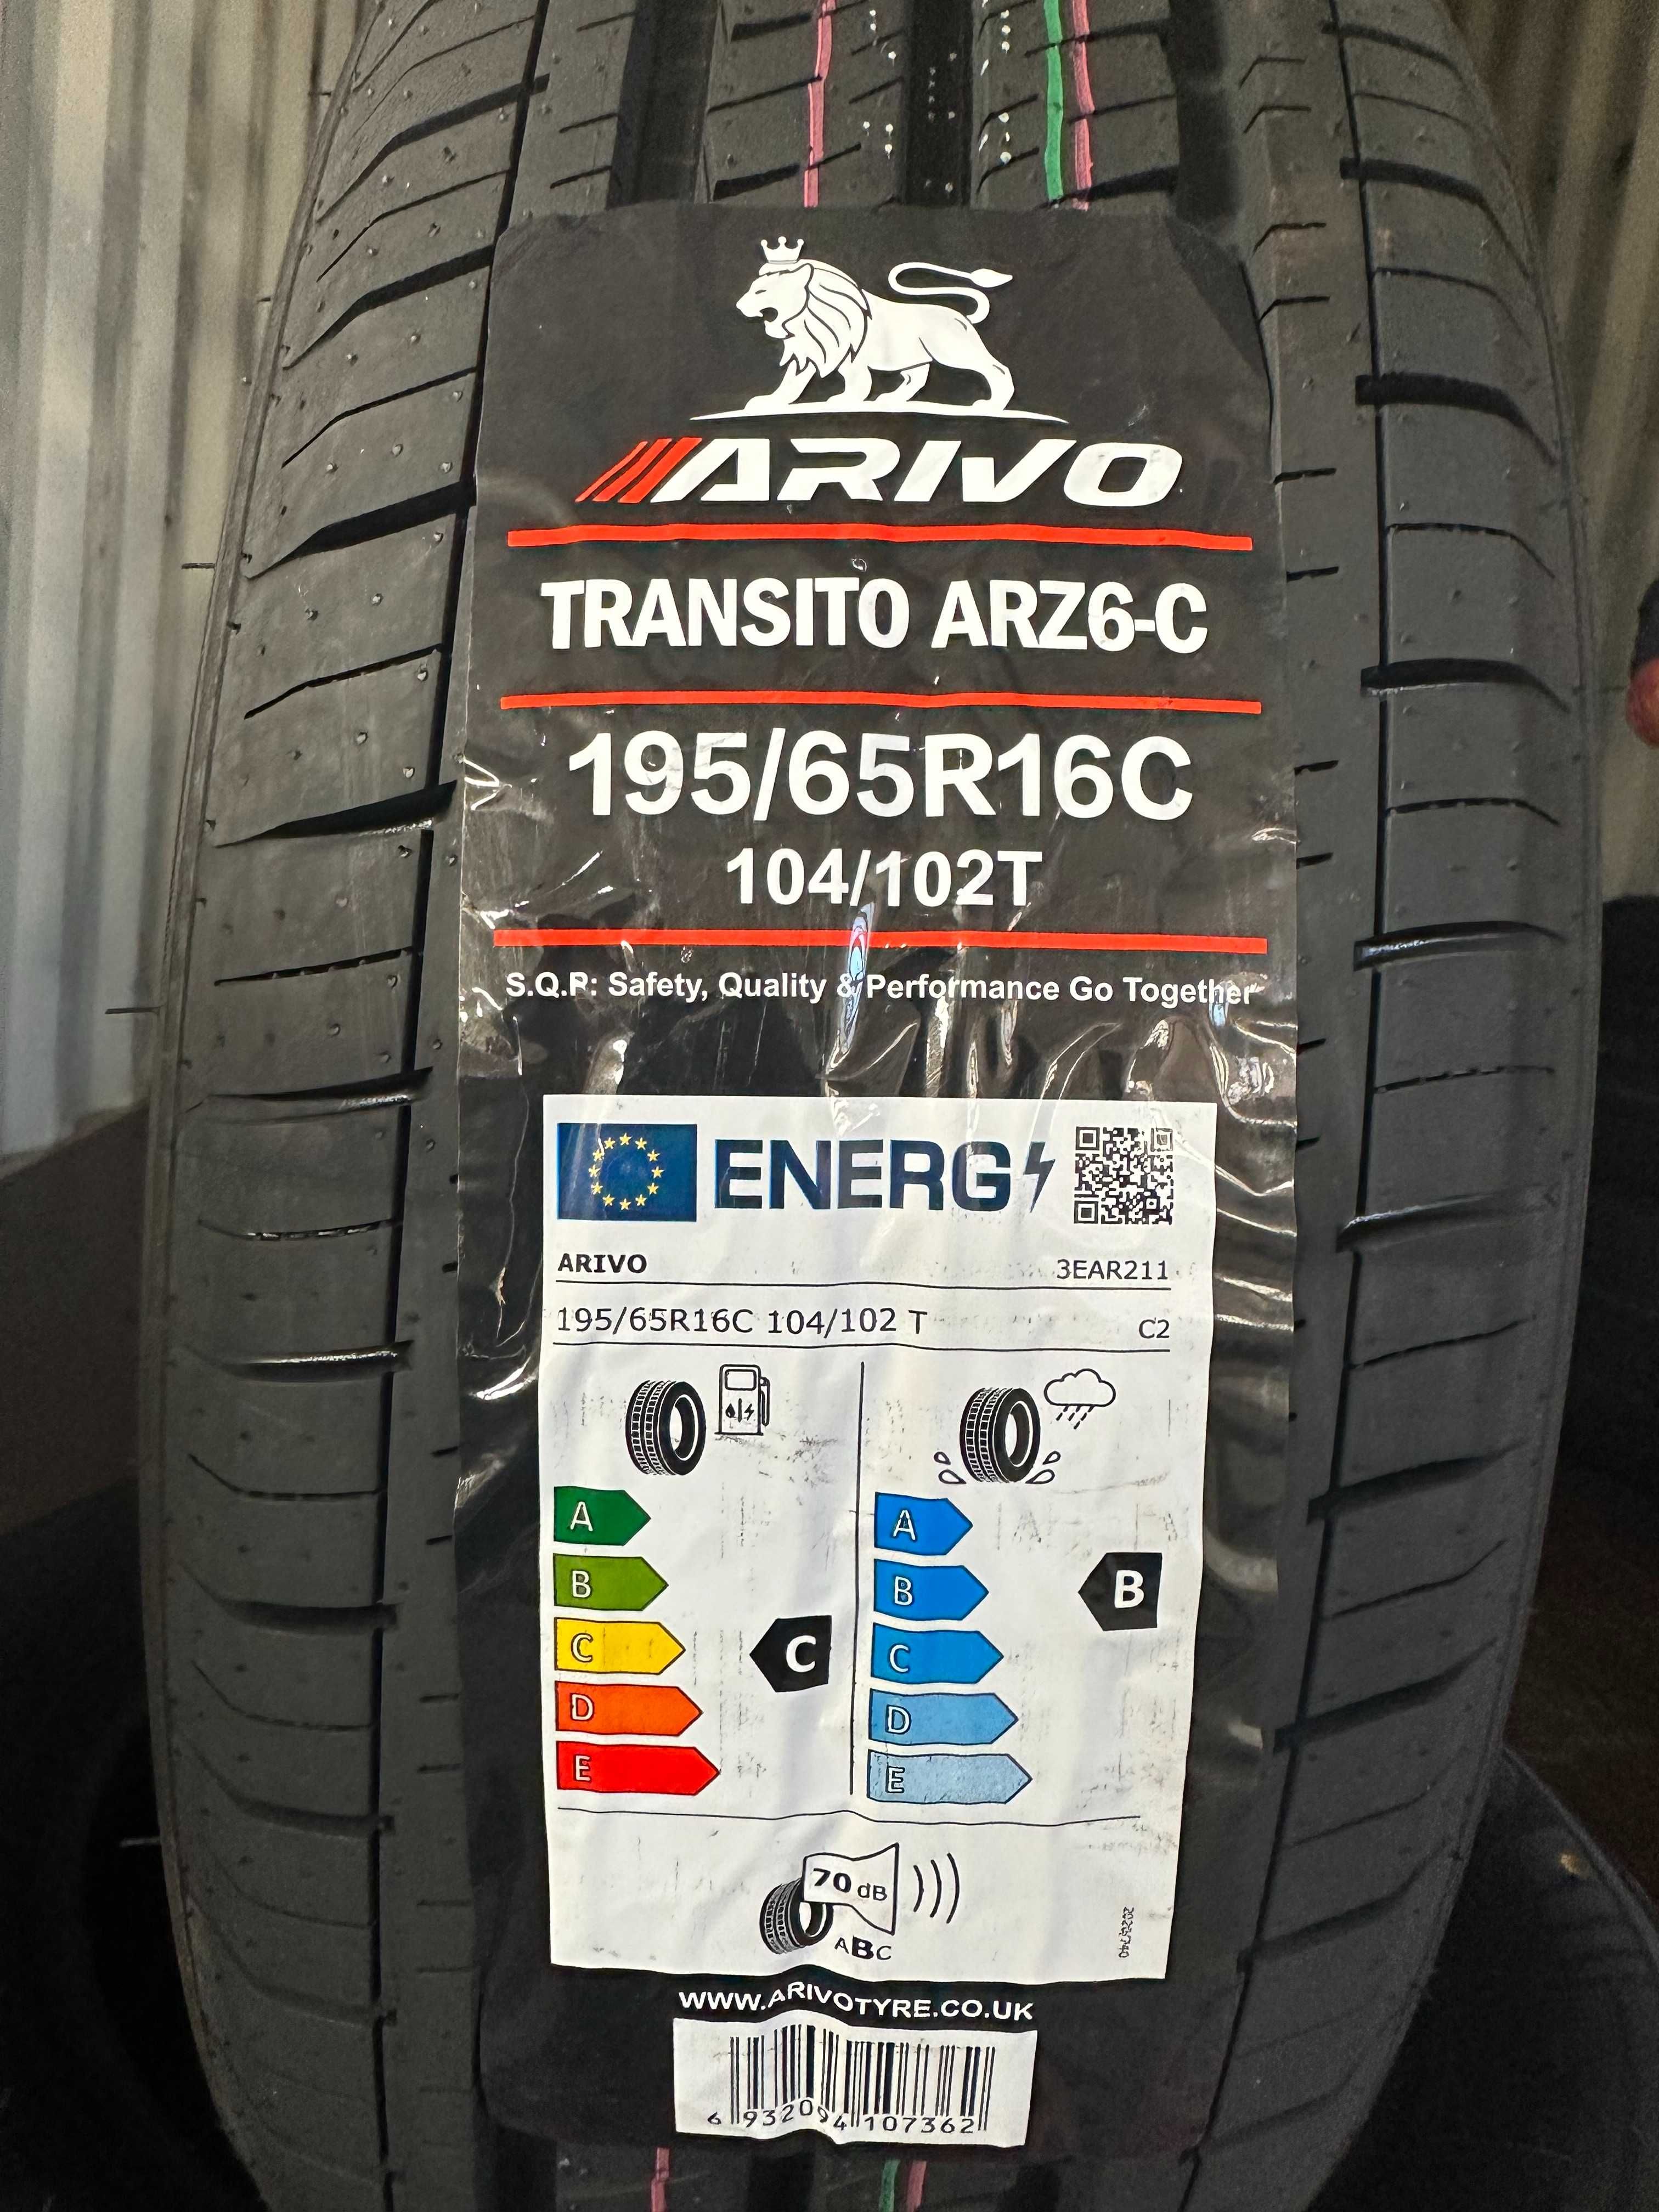 ARIVO
TRANSITO ARZ6-C
195/65R16C
104/102T
S.Q.P: Safety, Quality & Performance Go Together
ENERG
ARIVO 3EAR211
195/65R16C 104/102 T C2
A A
B B B
C C C
D D
E E
70 dB
ABC
WWW.ARIVOTYRE.CO.UK
6 932094 107362